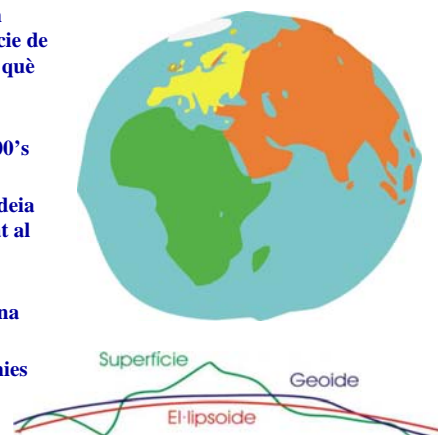 cie de
què
00's
deia
t al
na
nies
Superfície
Geoide
El·lipsoide